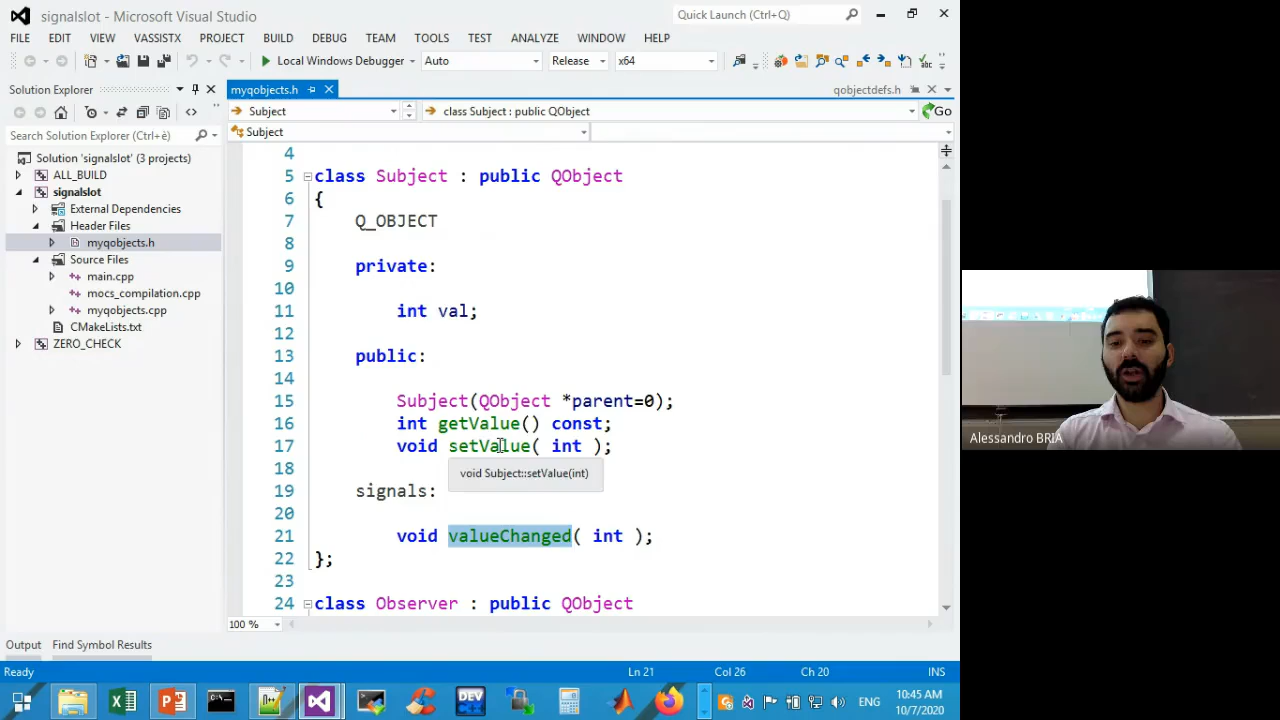 signalslot - Microsoft Visual Studio
Quick Launch (Ctrl+Q)
FILE EDIT VIEW VASSISTX PROJECT BUILD DEBUG TEAM TOOLS TEST ANALYZE WINDOW HELP
Local Windows Debugger Auto Release x64
Solution Explorer
myqobjects.h
qobjectdefs.h
Subject
class Subject : public QObject
Go
Search Solution Explorer (Ctrl+è)
Subject
Solution 'signalslot' (3 projects)
ALL_BUILD
signalslot
External Dependencies
Header Files
myqobjects.h
Source Files
main.cpp
mocs_compilation.cpp
myqobjects.cpp
CMakeLists.txt
ZERO_CHECK
4
5 class Subject : public QObject
6 {
7 Q_OBJECT
8
9 private:
10
11 int val;
12
13 public:
14
15 Subject(QObject *parent=0);
16 int getValue() const;
17 void setValue( int );
18
void Subject::setValue(int)
19 signals:
20
21 void valueChanged( int );
22 };
23
24 class Observer : public QObject
100 %
Output Find Symbol Results
Ready
Ln 21 Col 26 Ch 20 INS
DEV
ENG
10:45 AM
10/7/2020
Alessandro BRIA